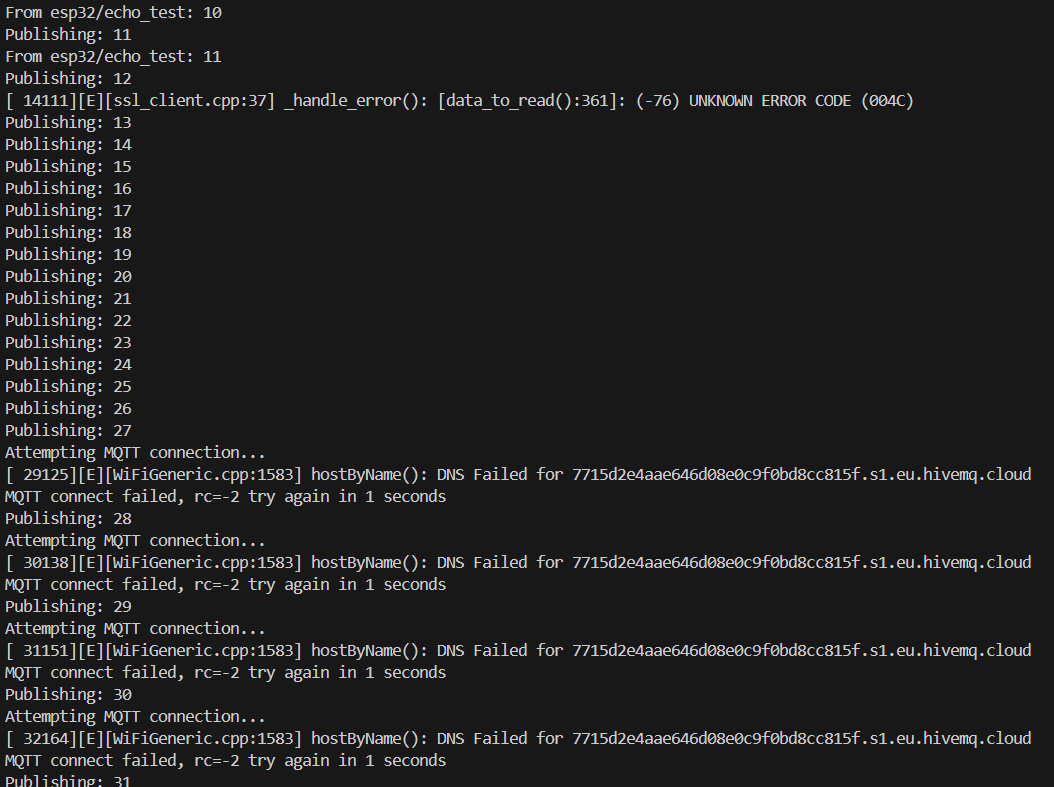 From esp32/echo_test: 10
Publishing: 11
From esp32/echo_test: 11
Publishing: 12
[ 14111][E][ssl_client.cpp:37] _handle_error(): [data_to_read():361]: (-76) UNKNOWN ERROR CODE (004C)
Publishing: 13
Publishing: 14
Publishing: 15
Publishing: 16
Publishing: 17
Publishing: 18
Publishing: 19
Publishing: 20
Publishing: 21
Publishing: 22
Publishing: 23
Publishing: 24
Publishing: 25
Publishing: 26
Publishing: 27
Attempting MQTT connection...
[ 29125][E][WiFiGeneric.cpp:1583] hostByName(): DNS Failed for 7715d2e4aae646d08e0c9f0bd8cc815f.s1.eu.hivemq.cloud
MQTT connect failed, rc=-2 try again in 1 seconds
Publishing: 28
Attempting MQTT connection...
[ 30138][E][WiFiGeneric.cpp:1583] hostByName(): DNS Failed for 7715d2e4aae646d08e0c9f0bd8cc815f.s1.eu.hivemq.cloud
MQTT connect failed, rc=-2 try again in 1 seconds
Publishing: 29
Attempting MQTT connection...
[ 31151][E][WiFiGeneric.cpp:1583] hostByName(): DNS Failed for 7715d2e4aae646d08e0c9f0bd8cc815f.s1.eu.hivemq.cloud
MQTT connect failed, rc=-2 try again in 1 seconds
Publishing: 30
Attempting MQTT connection...
[ 32164][E][WiFiGeneric.cpp:1583] hostByName(): DNS Failed for 7715d2e4aae646d08e0c9f0bd8cc815f.s1.eu.hivemq.cloud
MQTT connect failed, rc=-2 try again in 1 seconds
Publishing: 31